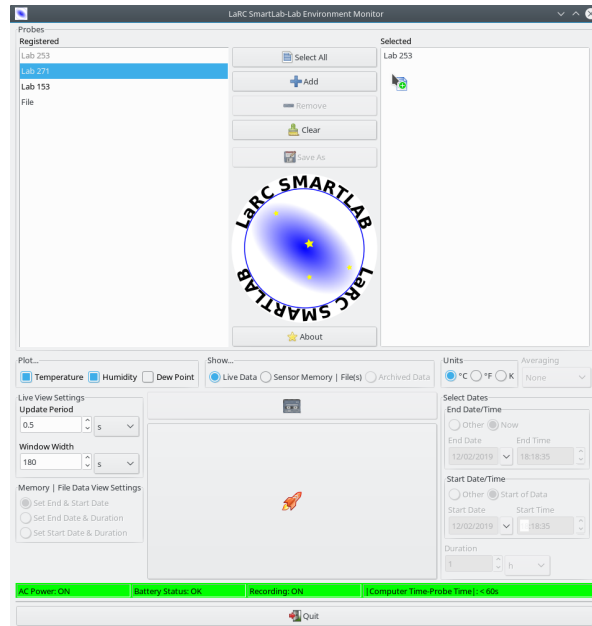 LaRC SmartLab-Lab Environment Monitor
Probes
Registered
Selected
Lab 253
Lab 271
Lab 153
File
Select All
Add
Remove
Clear
Save As
Lab 253
LaRC SMARTLAB
LaRC SMARTLAB
About
Plot...
Temperature Humidity Dew Point
Show...
Live Data Sensor Memory | File(s) Archived Data
Units
°C °F K
Averaging
None
Live View Settings
Update Period
0.5 s
Window Width
180 s
Memory | File Data View Settings
Set End & Start Date
Set End Date & Duration
Set Start Date & Duration
Select Dates
End Date/Time
Other Now
End Date End Time
12/02/2019 18:18:35
Start Date/Time
Other Start of Data
Start Date Start Time
12/02/2019 :18:35
Duration
1 h
AC Power: ON Battery Status: OK Recording: ON |Computer Time-Probe Time|: < 60s
Quit